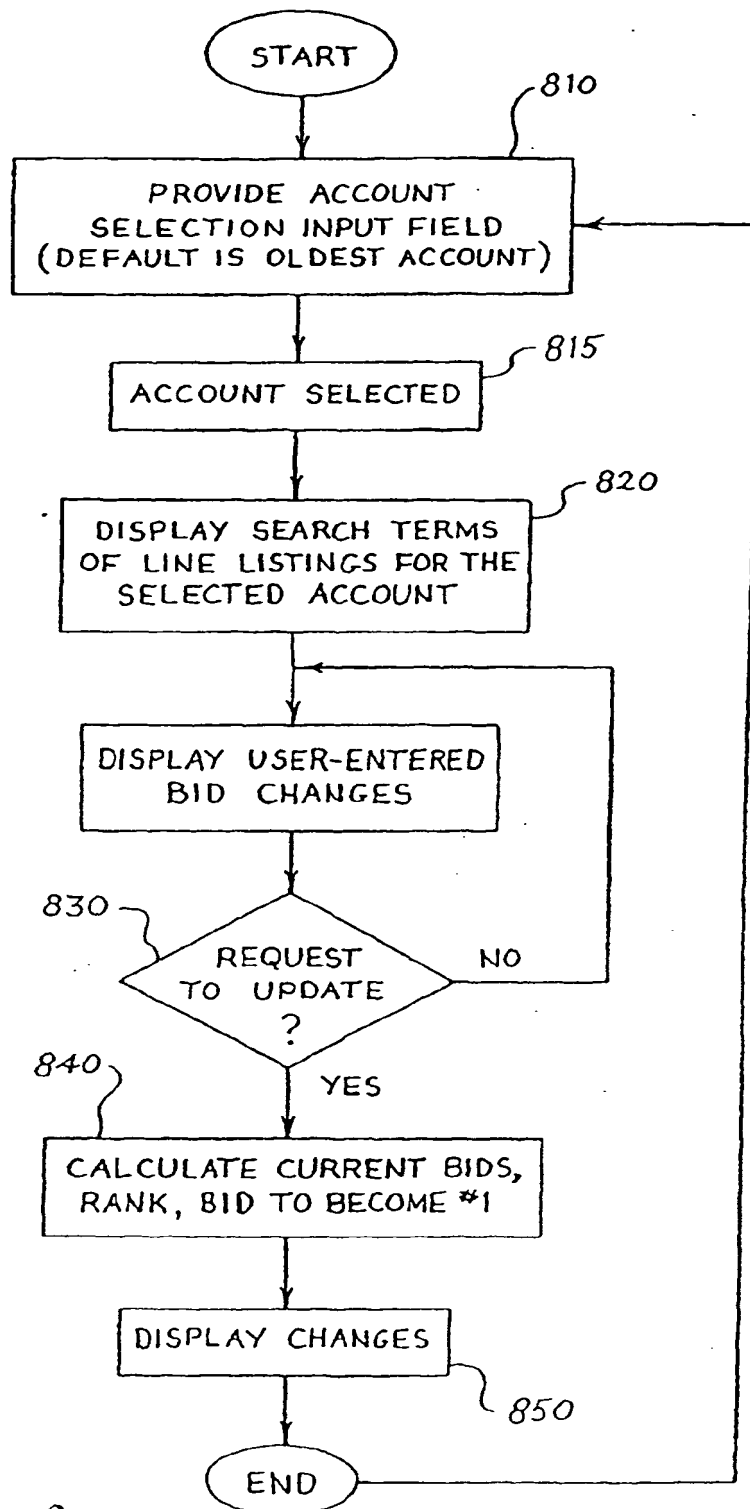 START
810
PROVIDE ACCOUNT
SELECTION INPUT FIELD
(DEFAULT IS OLDEST ACCOUNT)
815
ACCOUNT SELECTED
820
DISPLAY SEARCH TERMS
OF LINE LISTINGS FOR THE
SELECTED ACCOUNT
DISPLAY USER-ENTERED
BID CHANGES
830
REQUEST
TO UPDATE
?
NO
YES
840
CALCULATE CURRENT BIDS,
RANK, BID TO BECOME #1
DISPLAY CHANGES
850
END